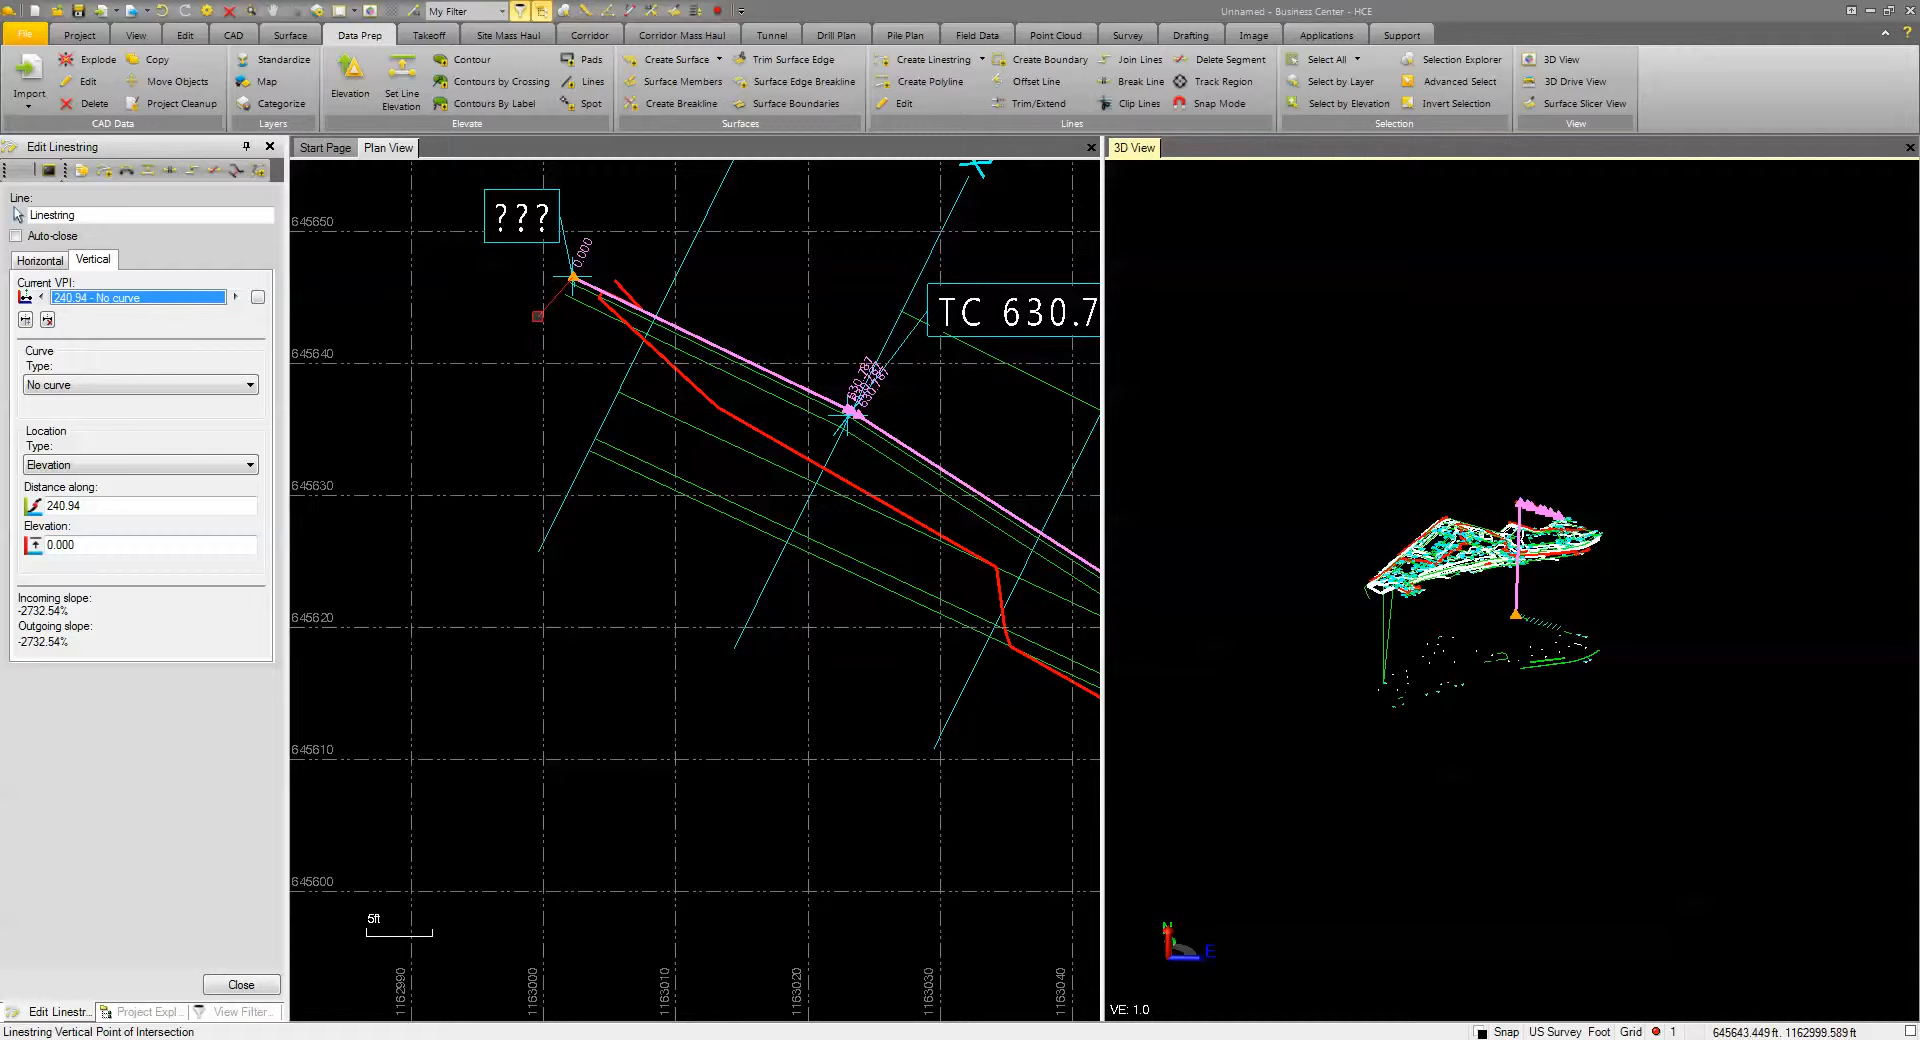 My Filter
Unnamed - Business Center - HCE
File Project View Edit CAD Surface Data Prep Takeoff Site Mass Haul Corridor Corridor Mass Haul Tunnel Drill Plan Pile Plan Field Data Point Cloud Survey Drafting Image Applications Support
Import
Explode Copy
Edit Move Objects
Delete Project Cleanup
CAD Data
Standardize
Map
Categorize
Layers
Elevation
Set Line Elevation
Contour Pads
Contours by Crossing Lines
Contours By Label Spot
Elevate
Create Surface Trim Surface Edge
Surface Members Surface Edge Breakline
Create Breakline Surface Boundaries
Surfaces
Create Linestring Create Boundary Join Lines Delete Segment
Create Polyline Offset Line Break Line Track Region
Edit Trim/Extend Clip Lines Snap Mode
Lines
Select All Selection Explorer
Select by Layer Advanced Select
Select by Elevation Invert Selection
Selection
3D View
3D Drive View
Surface Slicer View
View
Edit Linestring
Line:
Linestring
Auto-close
Horizontal Vertical
Current VPI:
240.94 - No curve
Curve
Type:
No curve
Location
Type:
Elevation
Distance along:
240.94
Elevation:
0.000
Incoming slope:
-2732.54%
Outgoing slope:
-2732.54%
Close
Edit Linestr... Project Expl... View Filter...
Linestring Vertical Point of Intersection
Start Page Plan View
???
0.000
TC 630.7
630.787
645650
645640
645630
645620
645610
645600
5ft
1162990
1163000
1163010
1163020
1163030
1163040
3D View
N
E
VE: 1.0
Snap US Survey Foot Grid 1 645643.449 ft, 1162999.589 ft